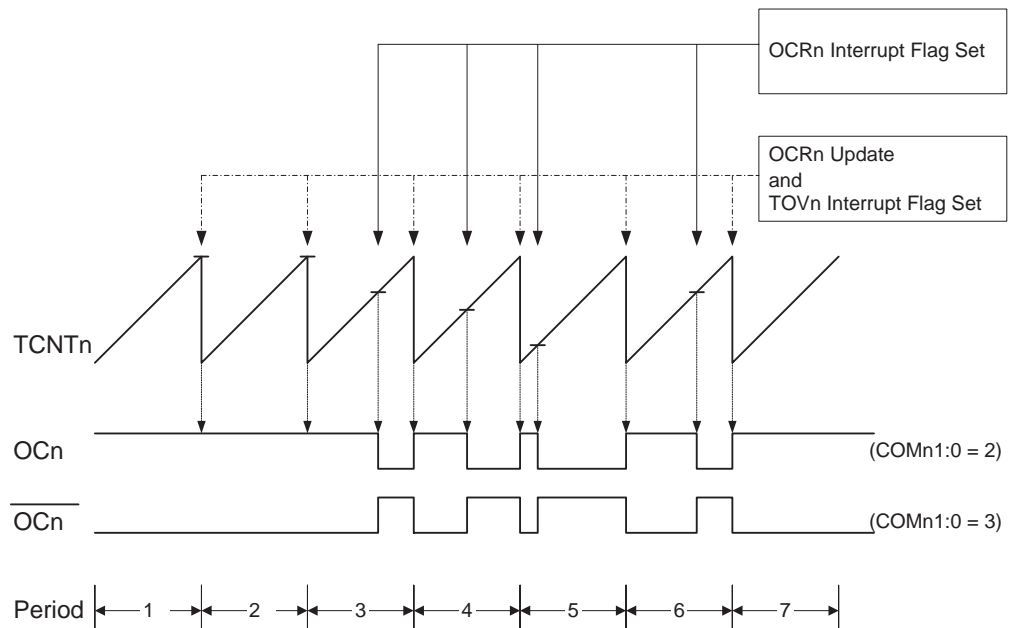 OCRn Interrupt Flag Set
OCRn Update
and
TOVn Interrupt Flag Set
TCNTn
OCn
(COMn1:0 = 2)
OCn
(COMn1:0 = 3)
Period 1 2 3 4 5 6 7